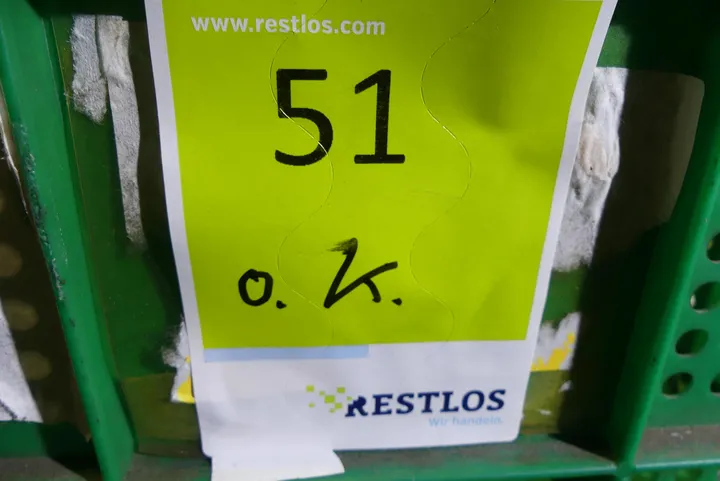 www.restlos.com
51
o. k.
RESTLOS
Wir handeln.